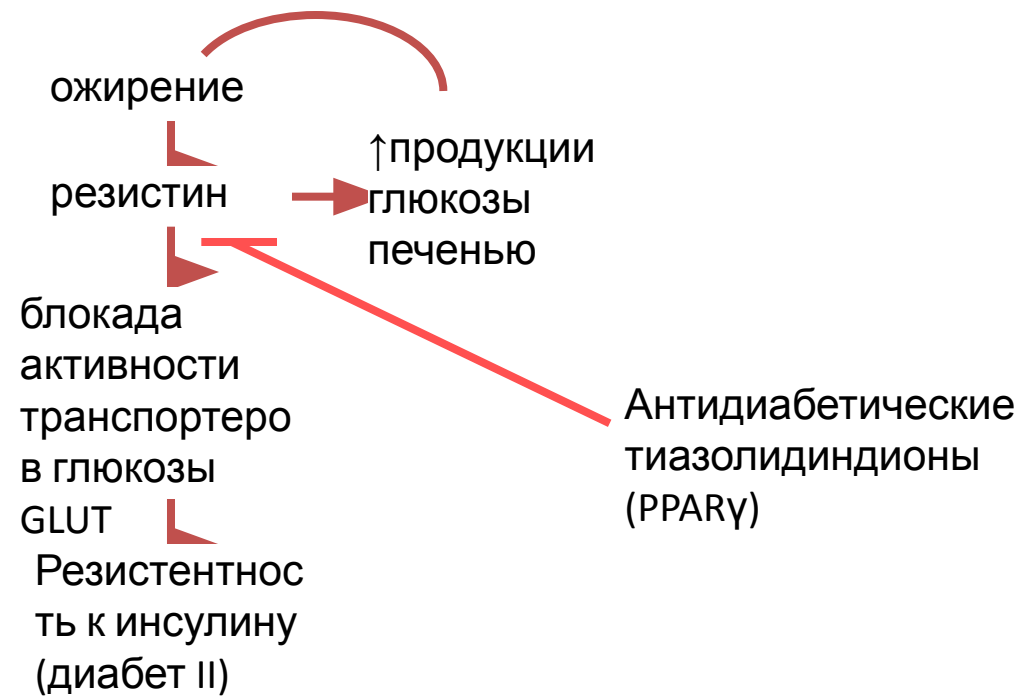 ожирение
↑продукции
глюкозы
печенью
резистин
блокада
активности
транспортеро
в глюкозы
GLUT
Резистентнос
ть к инсулину
(диабет II)
Антидиабетические
тиазолидиндионы
(PPARγ)